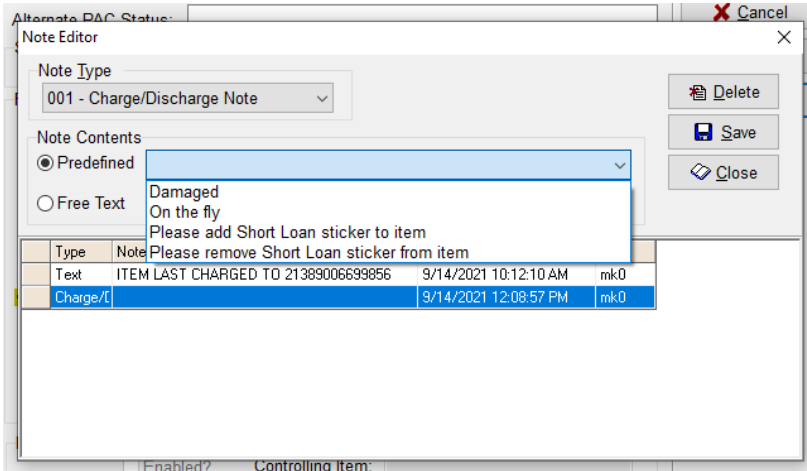 Alternate PAC Status:
Cancel
Note Editor
Note Type
001 - Charge/Discharge Note
Delete
Save
Close
Note Contents
Predefined
Free Text
Damaged
On the fly
Please add Short Loan sticker to item
Please remove Short Loan sticker from item
Type Note
Text ITEM LAST CHARGED TO 21389006699856 9/14/2021 10:12:10 AM mk0
Charge/D 9/14/2021 12:08:57 PM mk0
Enabled? Controlling Item: